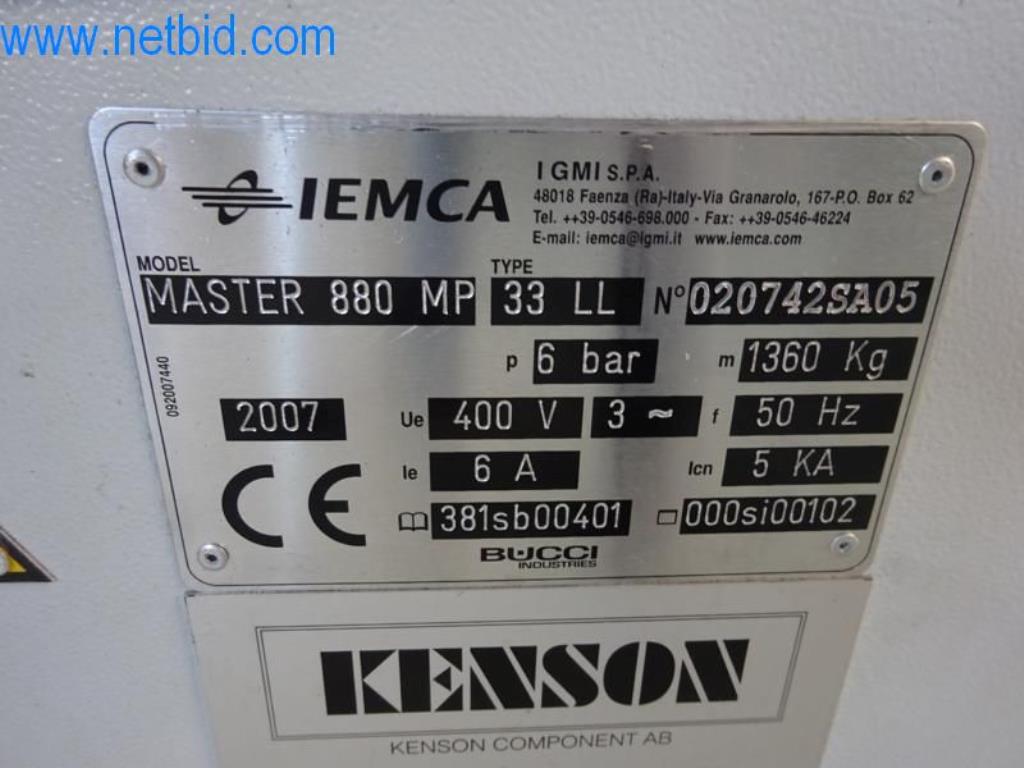 www.netbid.com
IEMCA
I GMI S.P.A.
48018 Faenza (Ra)-Italy-Via Granarolo, 167-P.O. Box 62
Tel. ++39-0546-698.000 - Fax: ++39-0546-46224
E-mail: iemca@igmi.it www.iemca.com
MODEL TYPE
MASTER 880 MP 33 LL N° 020742SA05
p 6 bar m 1360 Kg
092007440
2007 Ue 400 V 3 ~ f 50 Hz
CE Ie 6 A Icn 5 KA
381sb00401 000si00102
BUCCI
INDUSTRIES
KENSON
KENSON COMPONENT AB